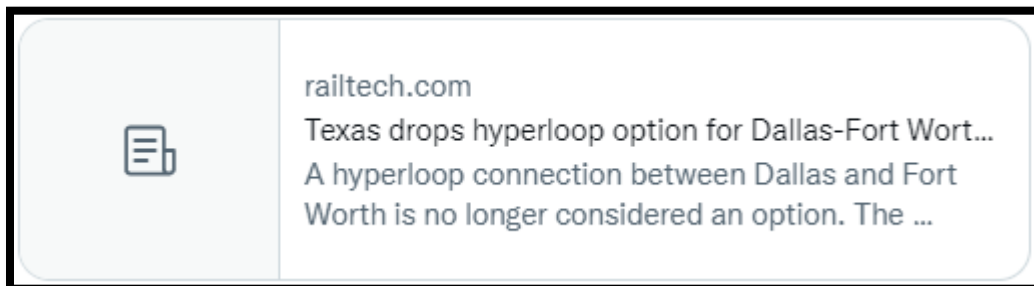 railtech.com
Texas drops hyperloop option for Dallas-Fort Wort...
A hyperloop connection between Dallas and Fort
Worth is no longer considered an option. The ...